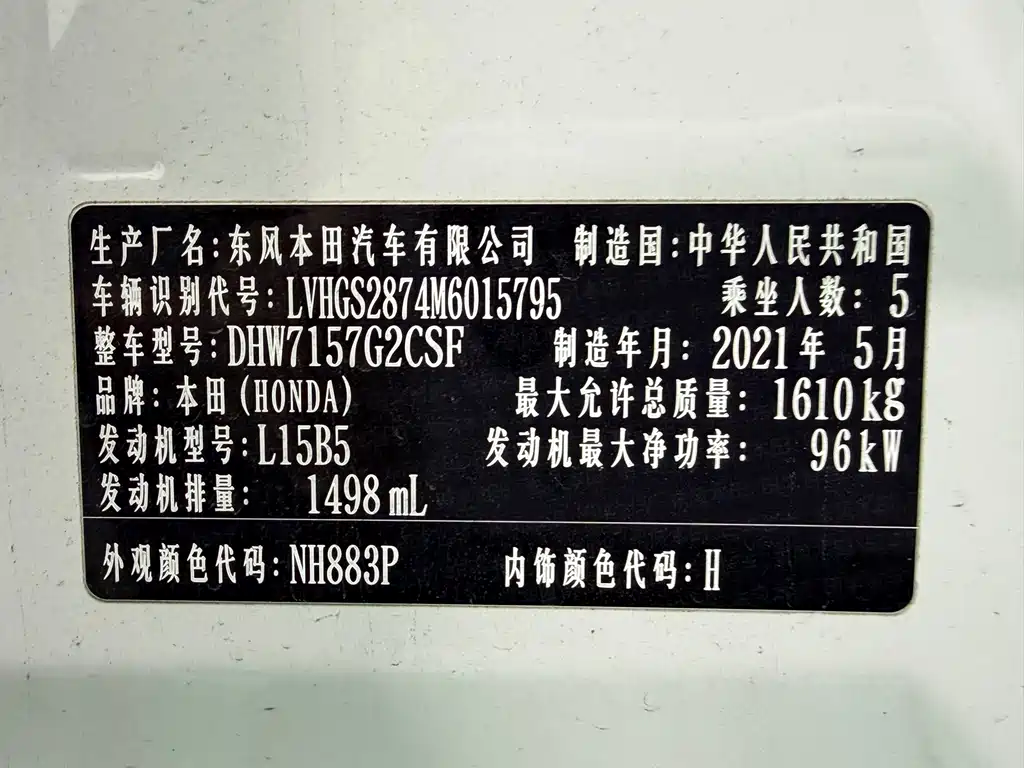 生产厂名:东风本田汽车有限公司 制造国:中华人民共和国
车辆识别代号:LVHGS2874M6015795 乘坐人数:5
整车型号:DHW7157G2CSF 制造年月:2021年 5月
品牌:本田(HONDA) 最大允许总质量:1610kg
发动机型号:L15B5 发动机最大净功率: 96kW
发动机排量: 1498mL
外观颜色代码:NH883P 内饰颜色代码:H